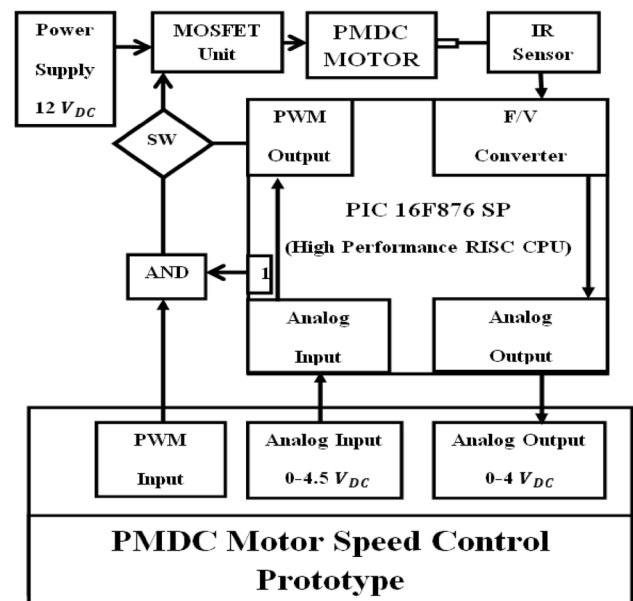 Power
Supply
12 V_DC
MOSFET
Unit
PMDC
MOTOR
IR
Sensor
SW
PWM
Output
F/V
Converter
PIC 16F876 SP
(High Performance RISC CPU)
AND
1
Analog
Input
Analog
Output
PWM
Input
Analog Input
0-4.5 V_DC
Analog Output
0-4 V_DC
PMDC Motor Speed Control
Prototype